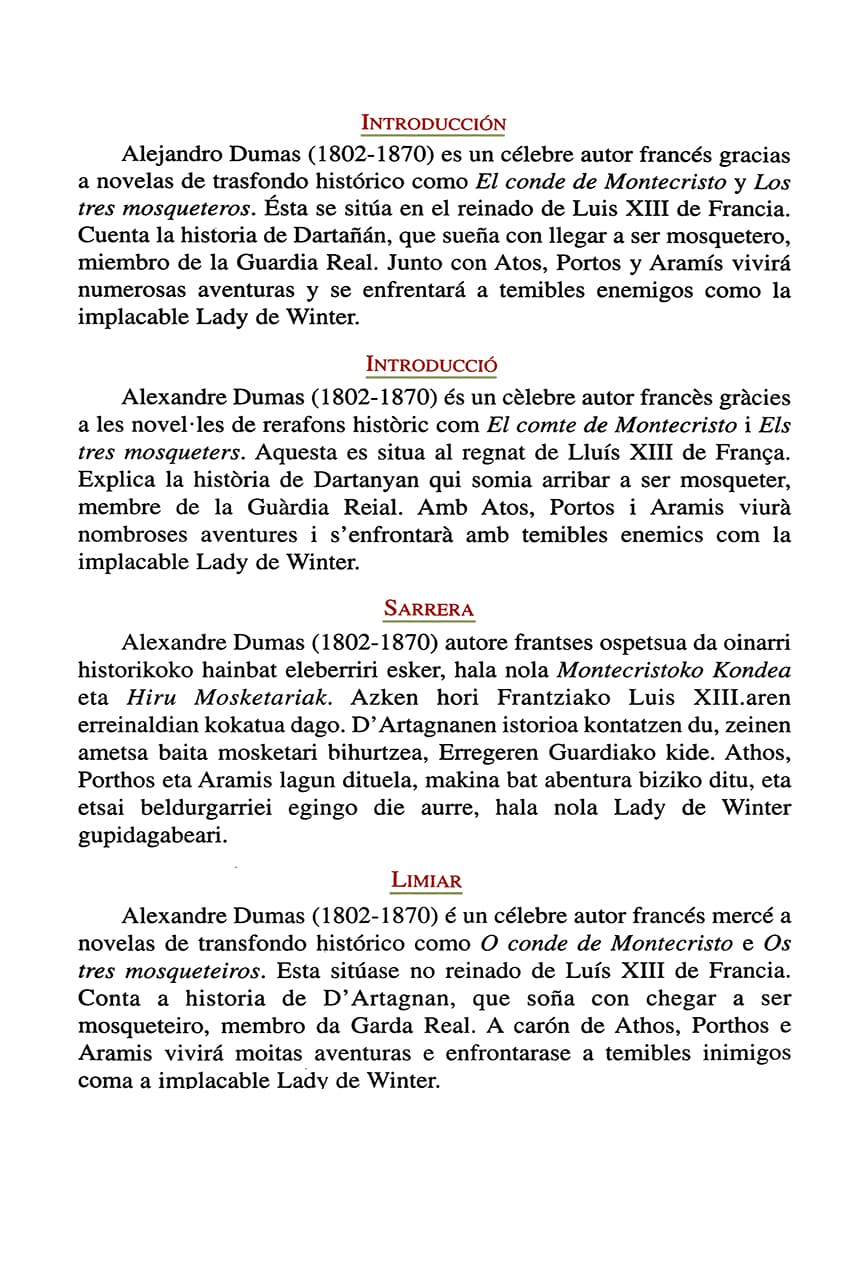 INTRODUCCIÓN
Alejandro Dumas (1802-1870) es un célebre autor francés gracias
a novelas de trasfondo histórico como El conde de Montecristo y Los
tres mosqueteros. Ésta se sitúa en el reinado de Luis XIII de Francia.
Cuenta la historia de Dartañán, que sueña con llegar a ser mosquetero,
miembro de la Guardia Real. Junto con Atos, Portos y Aramís vivirá
numerosas aventuras y se enfrentará a temibles enemigos como la
implacable Lady de Winter.
INTRODUCCIÓ
Alexandre Dumas (1802-1870) és un cèlebre autor francès gràcies
a les novel·les de rerafons històric com El comte de Montecristo i Els
tres mosqueters. Aquesta es situa al regnat de Lluís XIII de França.
Explica la història de Dartanyan qui somia arribar a ser mosqueter,
membre de la Guàrdia Reial. Amb Atos, Portos i Aramis viurà
nombroses aventures i s'enfrontarà amb temibles enemics com la
implacable Lady de Winter.
SARRERA
Alexandre Dumas (1802-1870) autore frantses ospetsua da oinarri
historikoko hainbat eleberriri esker, hala nola Montecristoko Kondea
eta Hiru Mosketariak. Azken hori Frantziako Luis XIII.aren
erreinaldian kokatua dago. D'Artagnanen istorioa kontatzen du, zeinen
ametsa baita mosketari bihurtzea, Erregeren Guardiako kide. Athos,
Porthos eta Aramis lagun dituela, makina bat abentura biziko ditu, eta
etsai beldurgarriei egingo die aurre, hala nola Lady de Winter
gupidagabeari.
LIMIAR
Alexandre Dumas (1802-1870) é un célebre autor francés mercé a
novelas de transfondo histórico como O conde de Montecristo e Os
tres mosqueteiros. Esta sitúase no reinado de Luís XIII de Francia.
Conta a historia de D'Artagnan, que soña con chegar a ser
mosqueteiro, membro da Garda Real. A carón de Athos, Porthos e
Aramis vivirá moitas aventuras e enfrontarase a temibles inimigos
coma a implacable Lady de Winter.